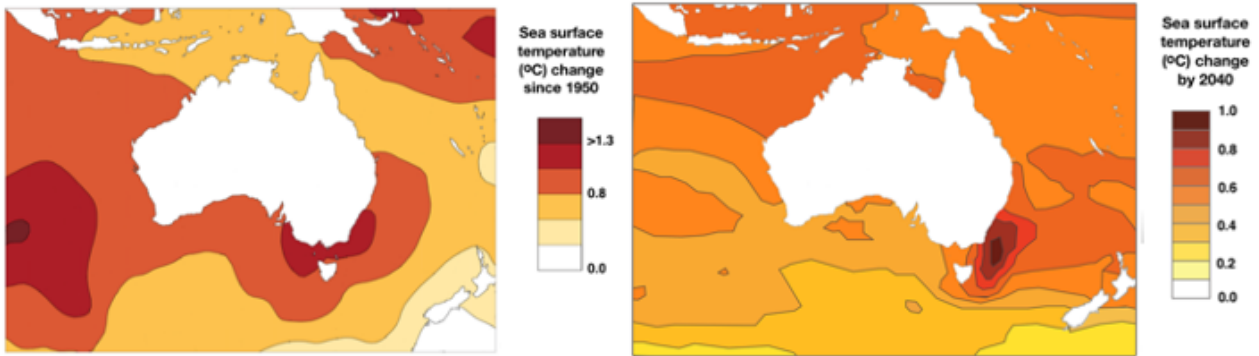 Sea surface
temperature
(ºC) change
since 1950
>1.3
0.8
0.0
Sea surface
temperature
(ºC) change
by 2040
1.0
0.8
0.6
0.4
0.2
0.0